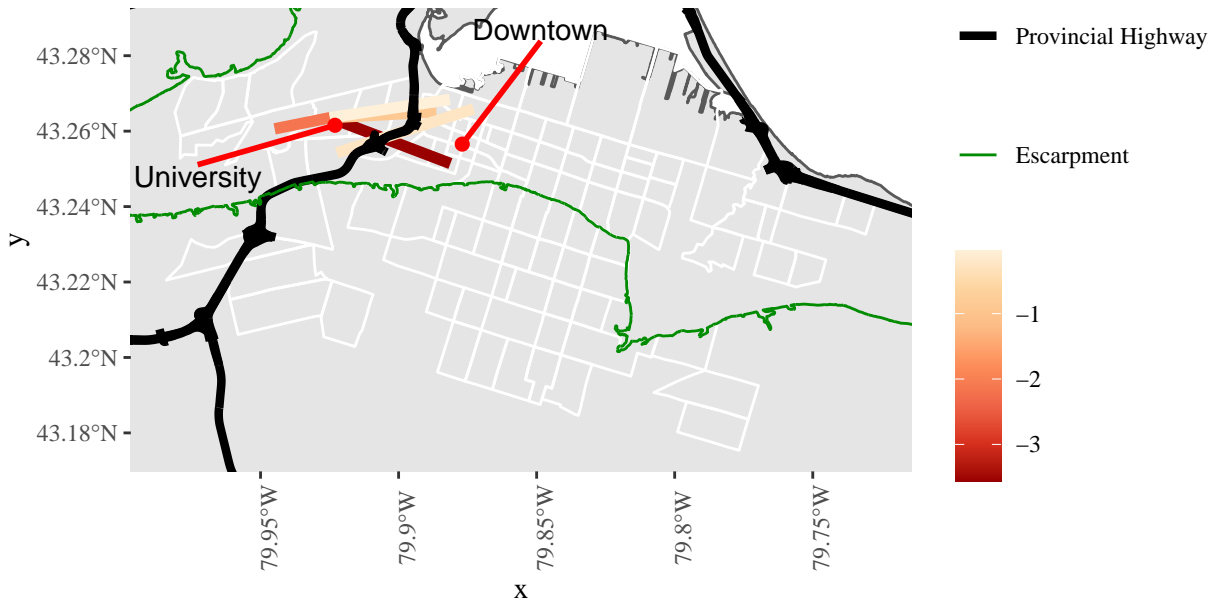 Downtown
University
43.28°N
43.26°N
43.24°N
43.22°N
43.2°N
43.18°N
y
79.95°W
79.9°W
79.85°W
79.8°W
79.75°W
x
Provincial Highway
Escarpment
−1
−2
−3